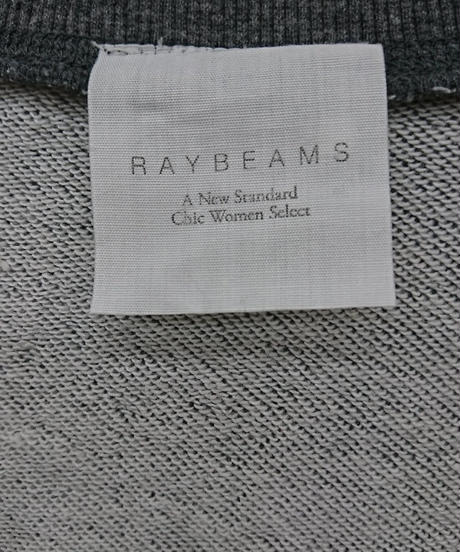 RAYBEAMS
A New Standard
Chic Women Select